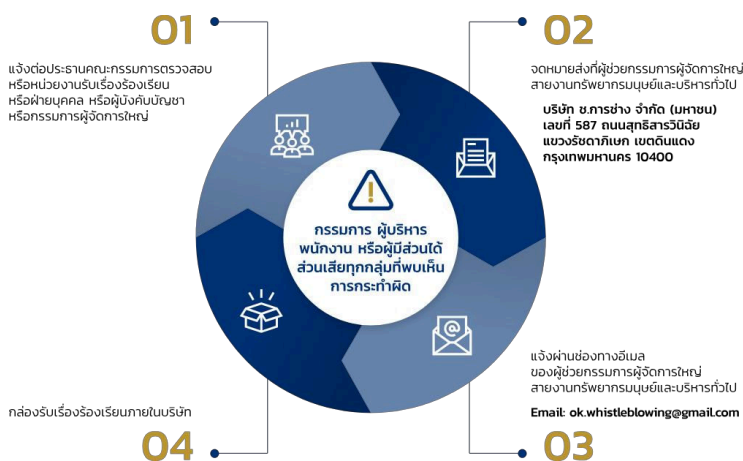 01
แจ้งต่อประธานคณะกรรมการตรวจสอบ
หรือหน่วยงานรับเรื่องร้องเรียน
หรือฝ่ายบุคคล หรือผู้บังคับบัญชา
หรือกรรมการผู้จัดการใหญ่
02
จดหมายส่งที่ผู้ช่วยกรรมการผู้จัดการใหญ่
สายงานทรัพยากรมนุษย์และบริหารทั่วไป
บริษัท ช.การช่าง จำกัด (มหาชน)
เลขที่ 587 ถนนสุทธิสารวินิจฉัย
แขวงรัชดาภิเษก เขตดินแดง
กรุงเทพมหานคร 10400
กรรมการ ผู้บริหาร
พนักงาน หรือผู้มีส่วนได้
ส่วนเสียทุกกลุ่มที่พบเห็น
การกระทำผิด
แจ้งผ่านช่องทางอีเมล
ของผู้ช่วยกรรมการผู้จัดการใหญ่
สายงานทรัพยากรมนุษย์และบริหารทั่วไป
Email: ok.whistleblowing@gmail.com
03
กล่องรับเรื่องร้องเรียนภายในบริษัท
04